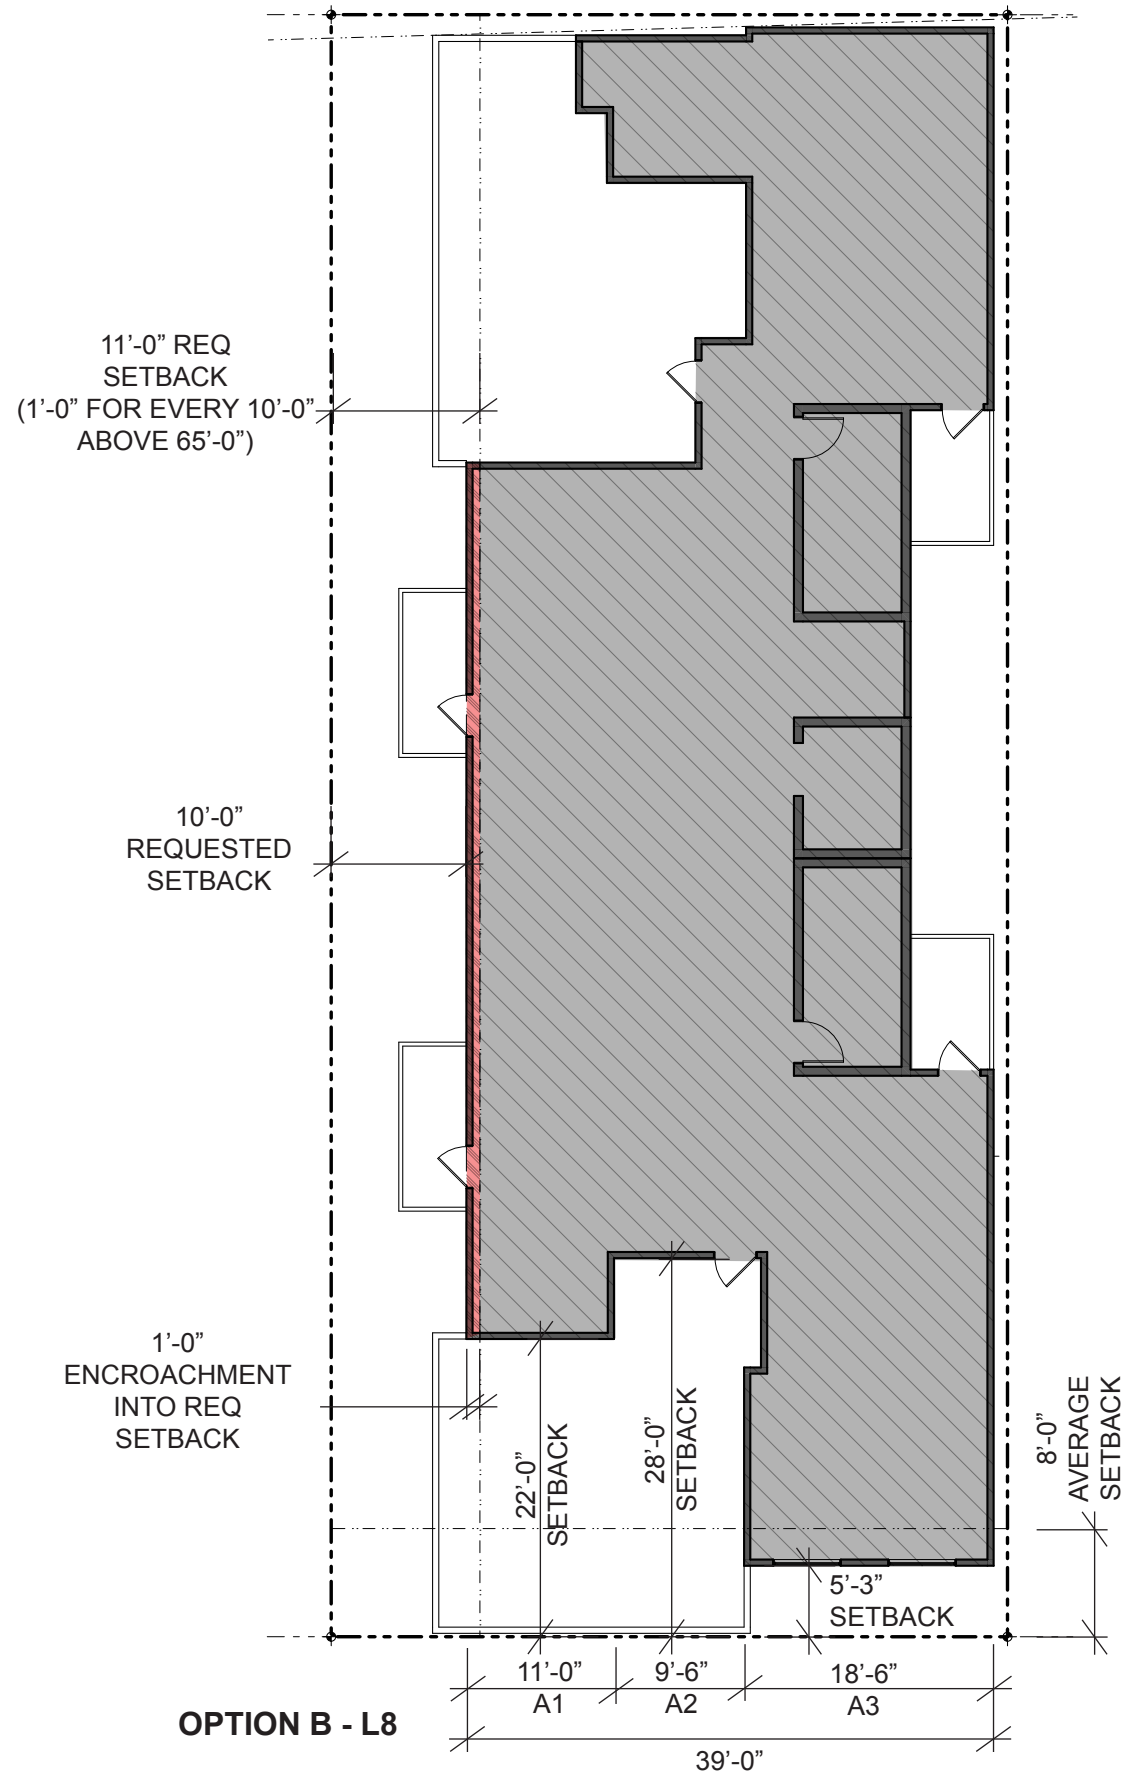 11’-0” REQ
SETBACK
(1’-0” FOR EVERY 10’-0”
ABOVE 65’-0”)
10’-0”
REQUESTED
SETBACK
1’-0”
ENCROACHMENT
INTO REQ
SETBACK
22’-0”
SETBACK
28’-0”
SETBACK
8’-0”
AVERAGE
SETBACK
5’-3”
SETBACK
11’-0”
A1
9’-6”
A2
18’-6”
A3
39’-0”
OPTION B - L8